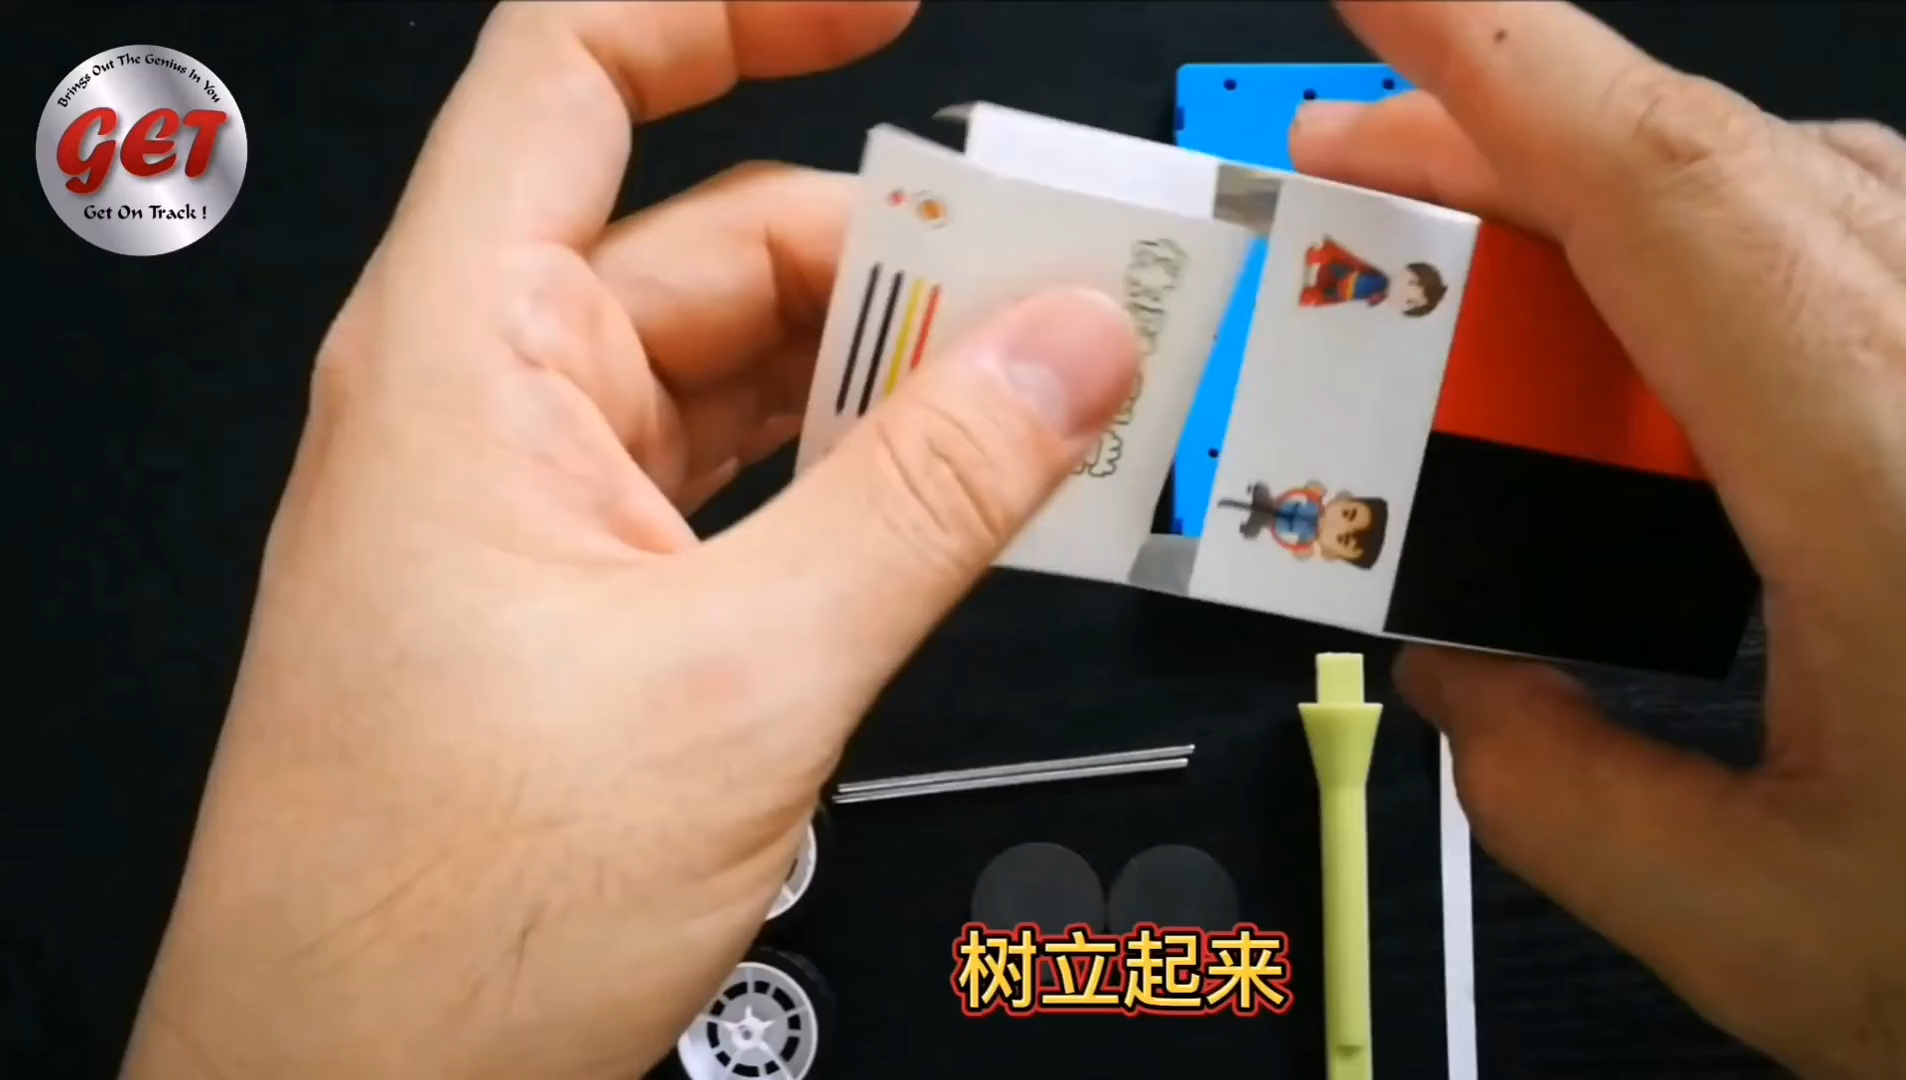 Brings Out The Genius In You
GET
Get On Track !
树立起来